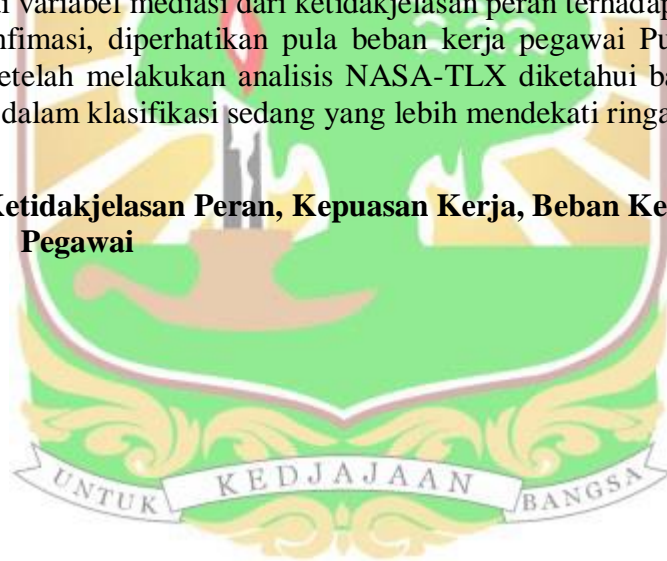 variabel mediasi dari ketidakjelasan peran terhadap
nfimasi, diperhatikan pula beban kerja pegawai Pu
etelah melakukan analisis NASA-TLX diketahui ba
dalam klasifikasi sedang yang lebih mendekati ringa
Ketidakjelasan Peran, Kepuasan Kerja, Beban Ke
Pegawai
UNTUK KEDJAJAAN BANGSA